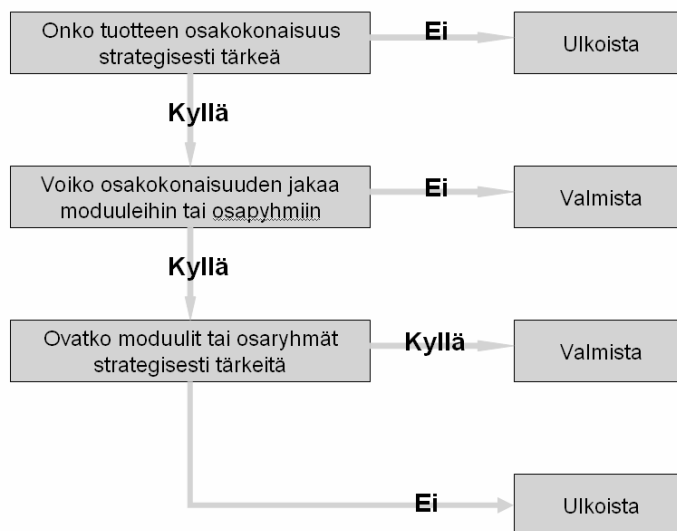 Onko tuotteen osakokonaisuus
strategisesti tärkeä
Ei
Ulkoista
Kyllä
Voiko osakokonaisuuden jakaa
moduuleihin tai osapyhmiin
Ei
Valmista
Kyllä
Ovatko moduulit tai osaryhmät
strategisesti tärkeitä
Kyllä
Valmista
Ei
Ulkoista